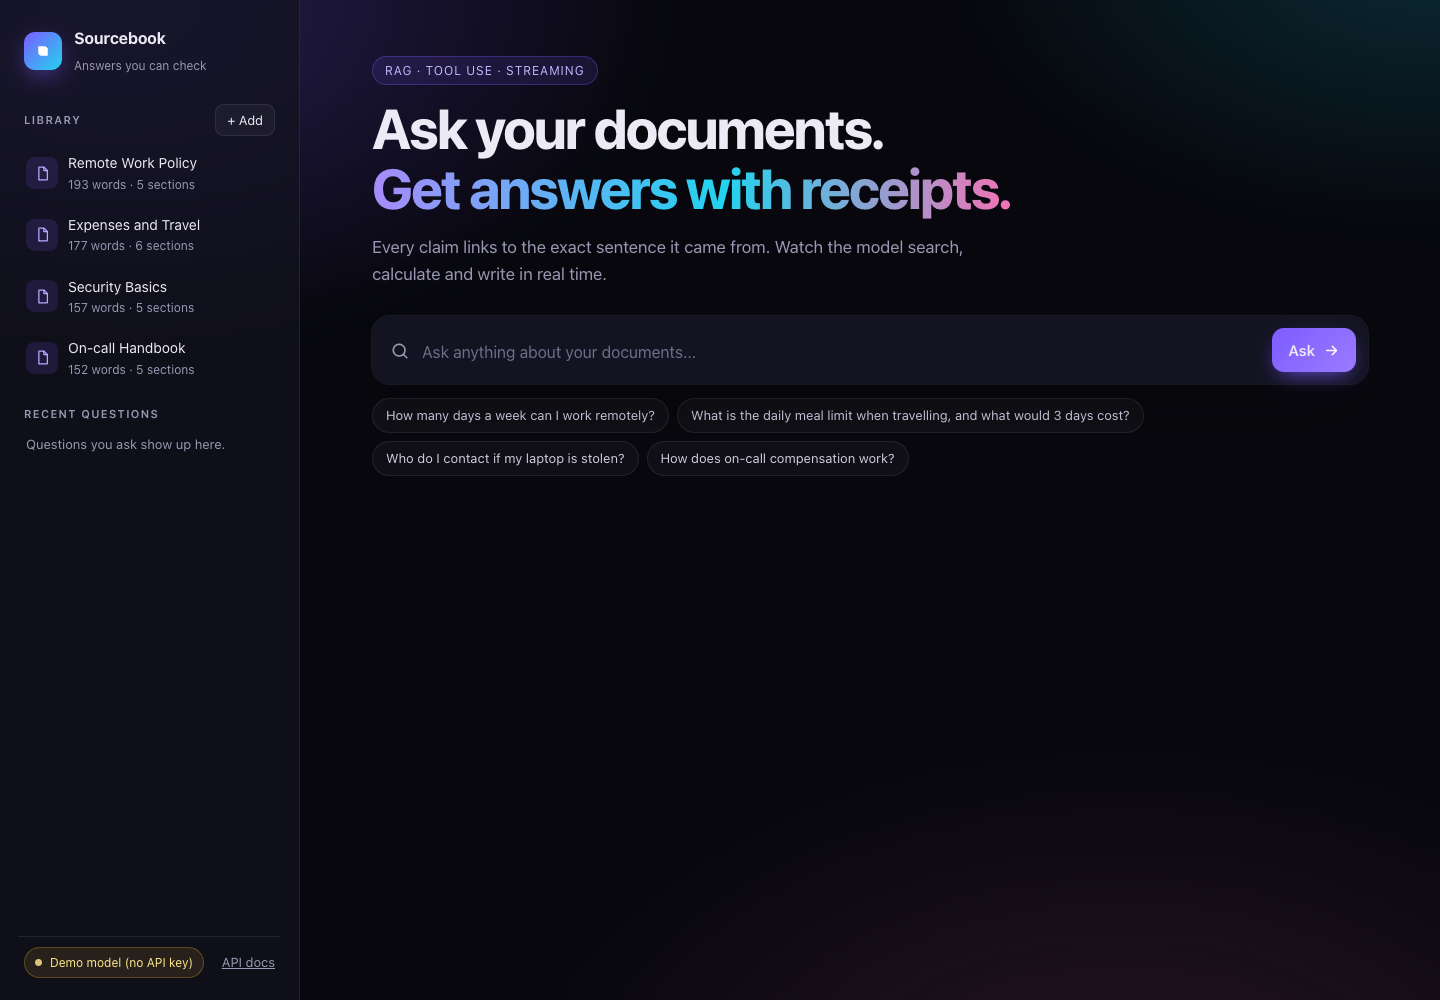 Sourcebook
Answers you can check
LIBRARY
+ Add
Remote Work Policy
193 words · 5 sections
Expenses and Travel
177 words · 6 sections
Security Basics
157 words · 5 sections
On-call Handbook
152 words · 5 sections
RECENT QUESTIONS
Questions you ask show up here.
Demo model (no API key)
API docs
RAG · TOOL USE · STREAMING
Ask your documents.
Get answers with receipts.
Every claim links to the exact sentence it came from. Watch the model search,
calculate and write in real time.
Ask anything about your documents...
Ask →
How many days a week can I work remotely?
What is the daily meal limit when travelling, and what would 3 days cost?
Who do I contact if my laptop is stolen?
How does on-call compensation work?